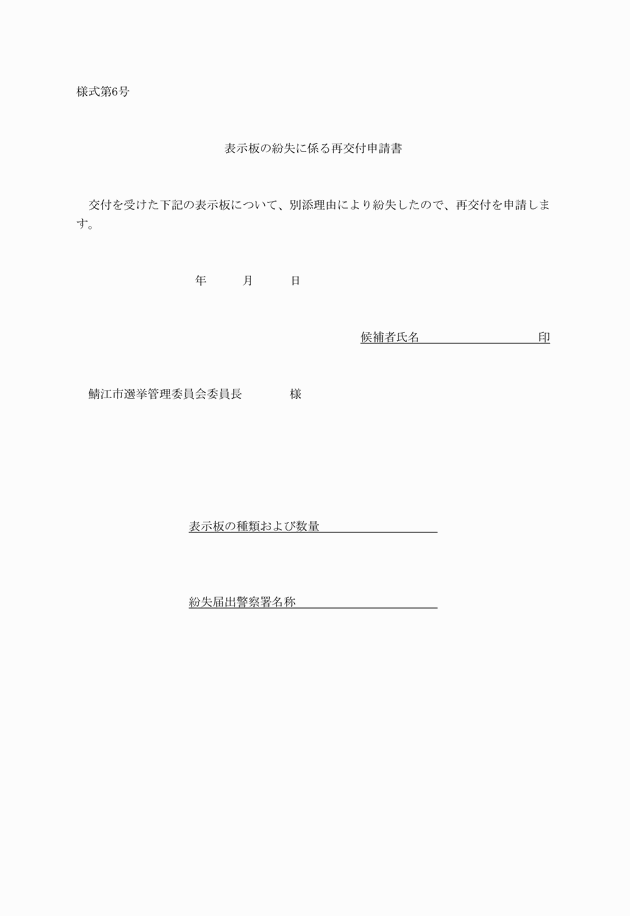 様式第6号
表示板の紛失に係る再交付申請書
交付を受けた下記の表示板について、別添理由により紛失したので、再交付を申請しま
す。
年　　　月　　　日
候補者氏名　　　　　　　　　　印
鯖江市選挙管理委員会委員長　　　　様
表示板の種類および数量
紛失届出警察署名称